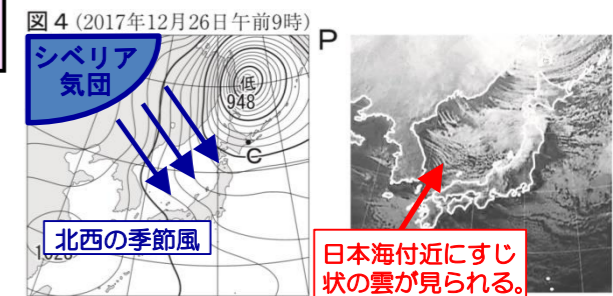 図4 (2017年12月26日午前9時)
P
シベリア
気団
低
948
C
北西の季節風
日本海付近にすじ
状の雲が見られる。